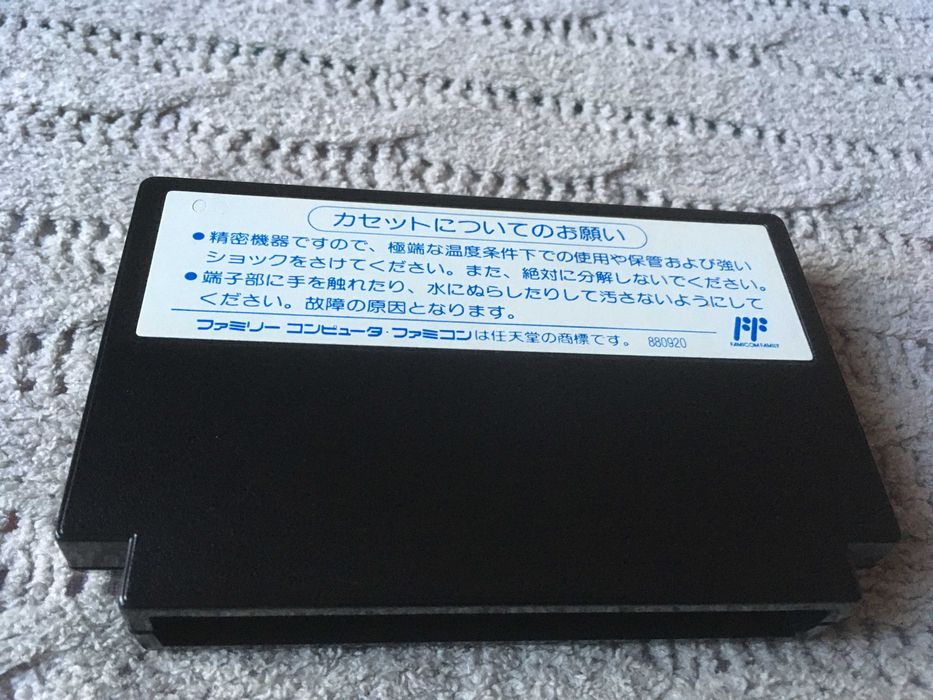 カセットについてのお願い
●精密機器ですので、極端な温度条件下での使用や保管および強い
ショックをさけてください。また、絶対に分解しないでください。
●端子部に手を触れたり、水にぬらしたりして汚さないようにして
ください。故障の原因となります。
ファミリー コンピュータ・ファミコンは任天堂の商標です。 880920
FAMICOM FAMILY